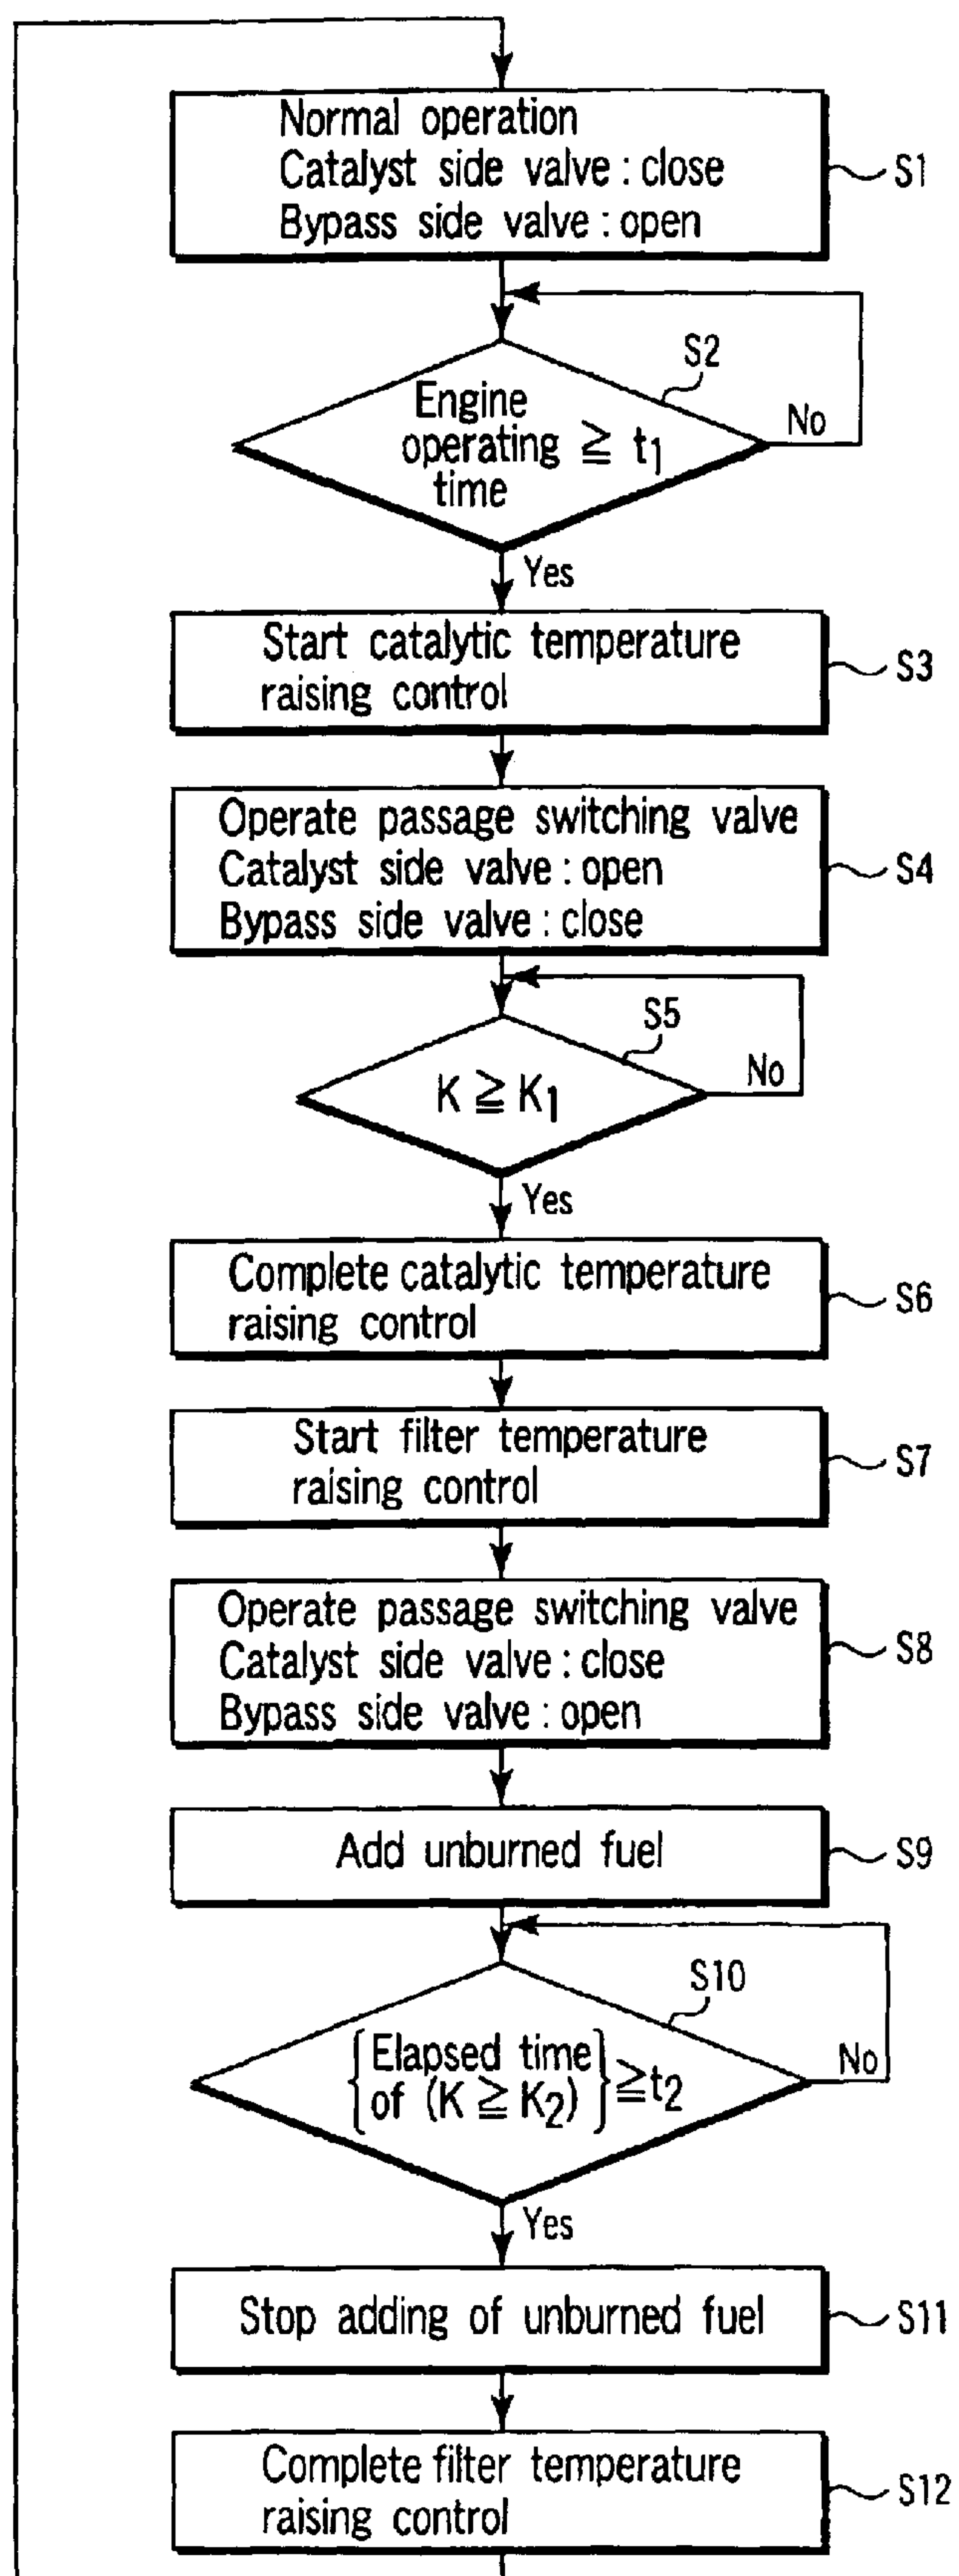 Normal operation
Catalyst side valve : close
Bypass side valve : open
S1
S2
Engine
operating ≧ t1
time
No
Yes
Start catalytic temperature
raising control
S3
Operate passage switching valve
Catalyst side valve : open
Bypass side valve : close
S4
S5
K ≧ K1
No
Yes
Complete catalytic temperature
raising control
S6
Start filter temperature
raising control
S7
Operate passage switching valve
Catalyst side valve : close
Bypass side valve : open
S8
Add unburned fuel
S9
S10
{Elapsed time
of (K ≧ K2)} ≧ t2
No
Yes
Stop adding of unburned fuel
S11
Complete filter temperature
raising control
S12